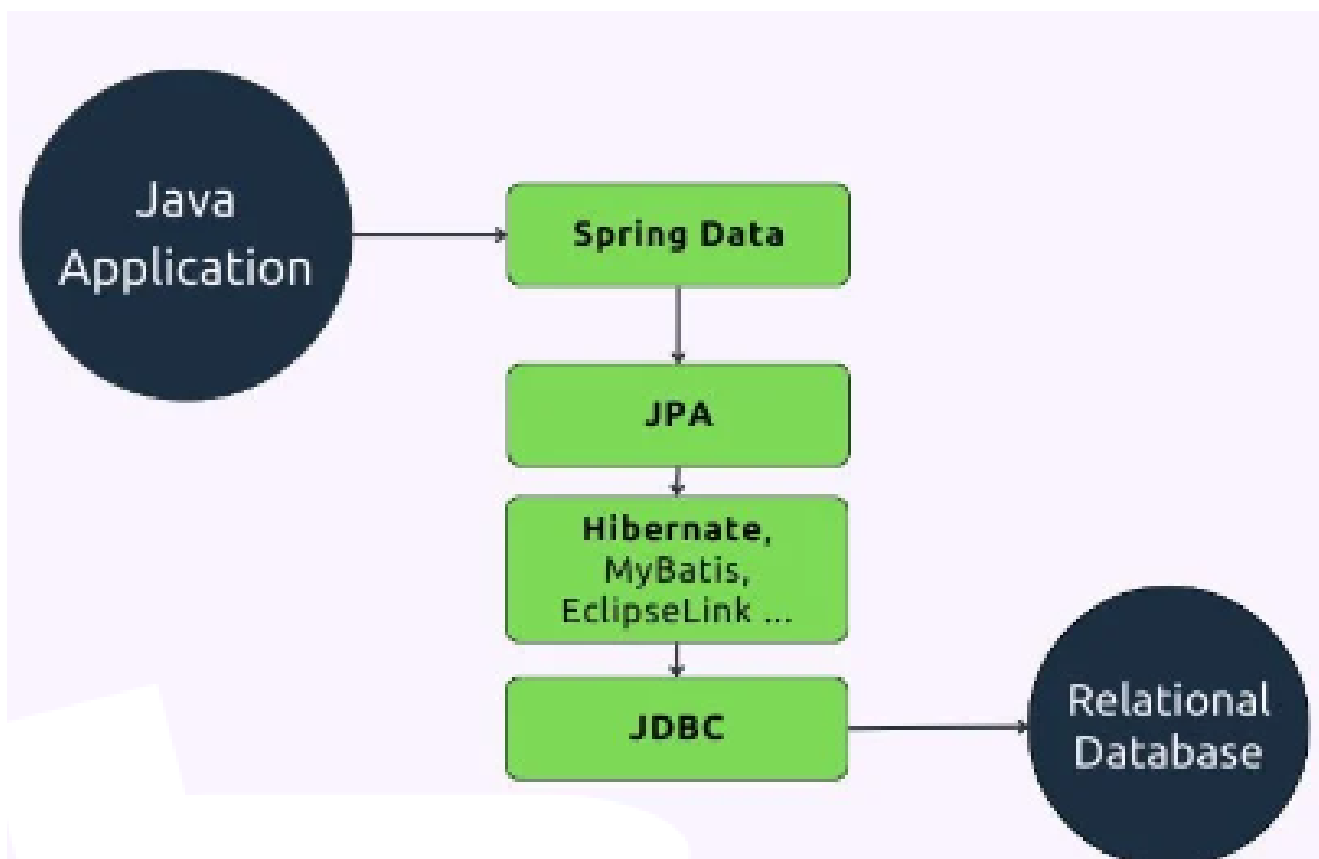 Java
Application
Spring Data
JPA
Hibernate,
MyBatis,
EclipseLink ...
JDBC
Relational
Database